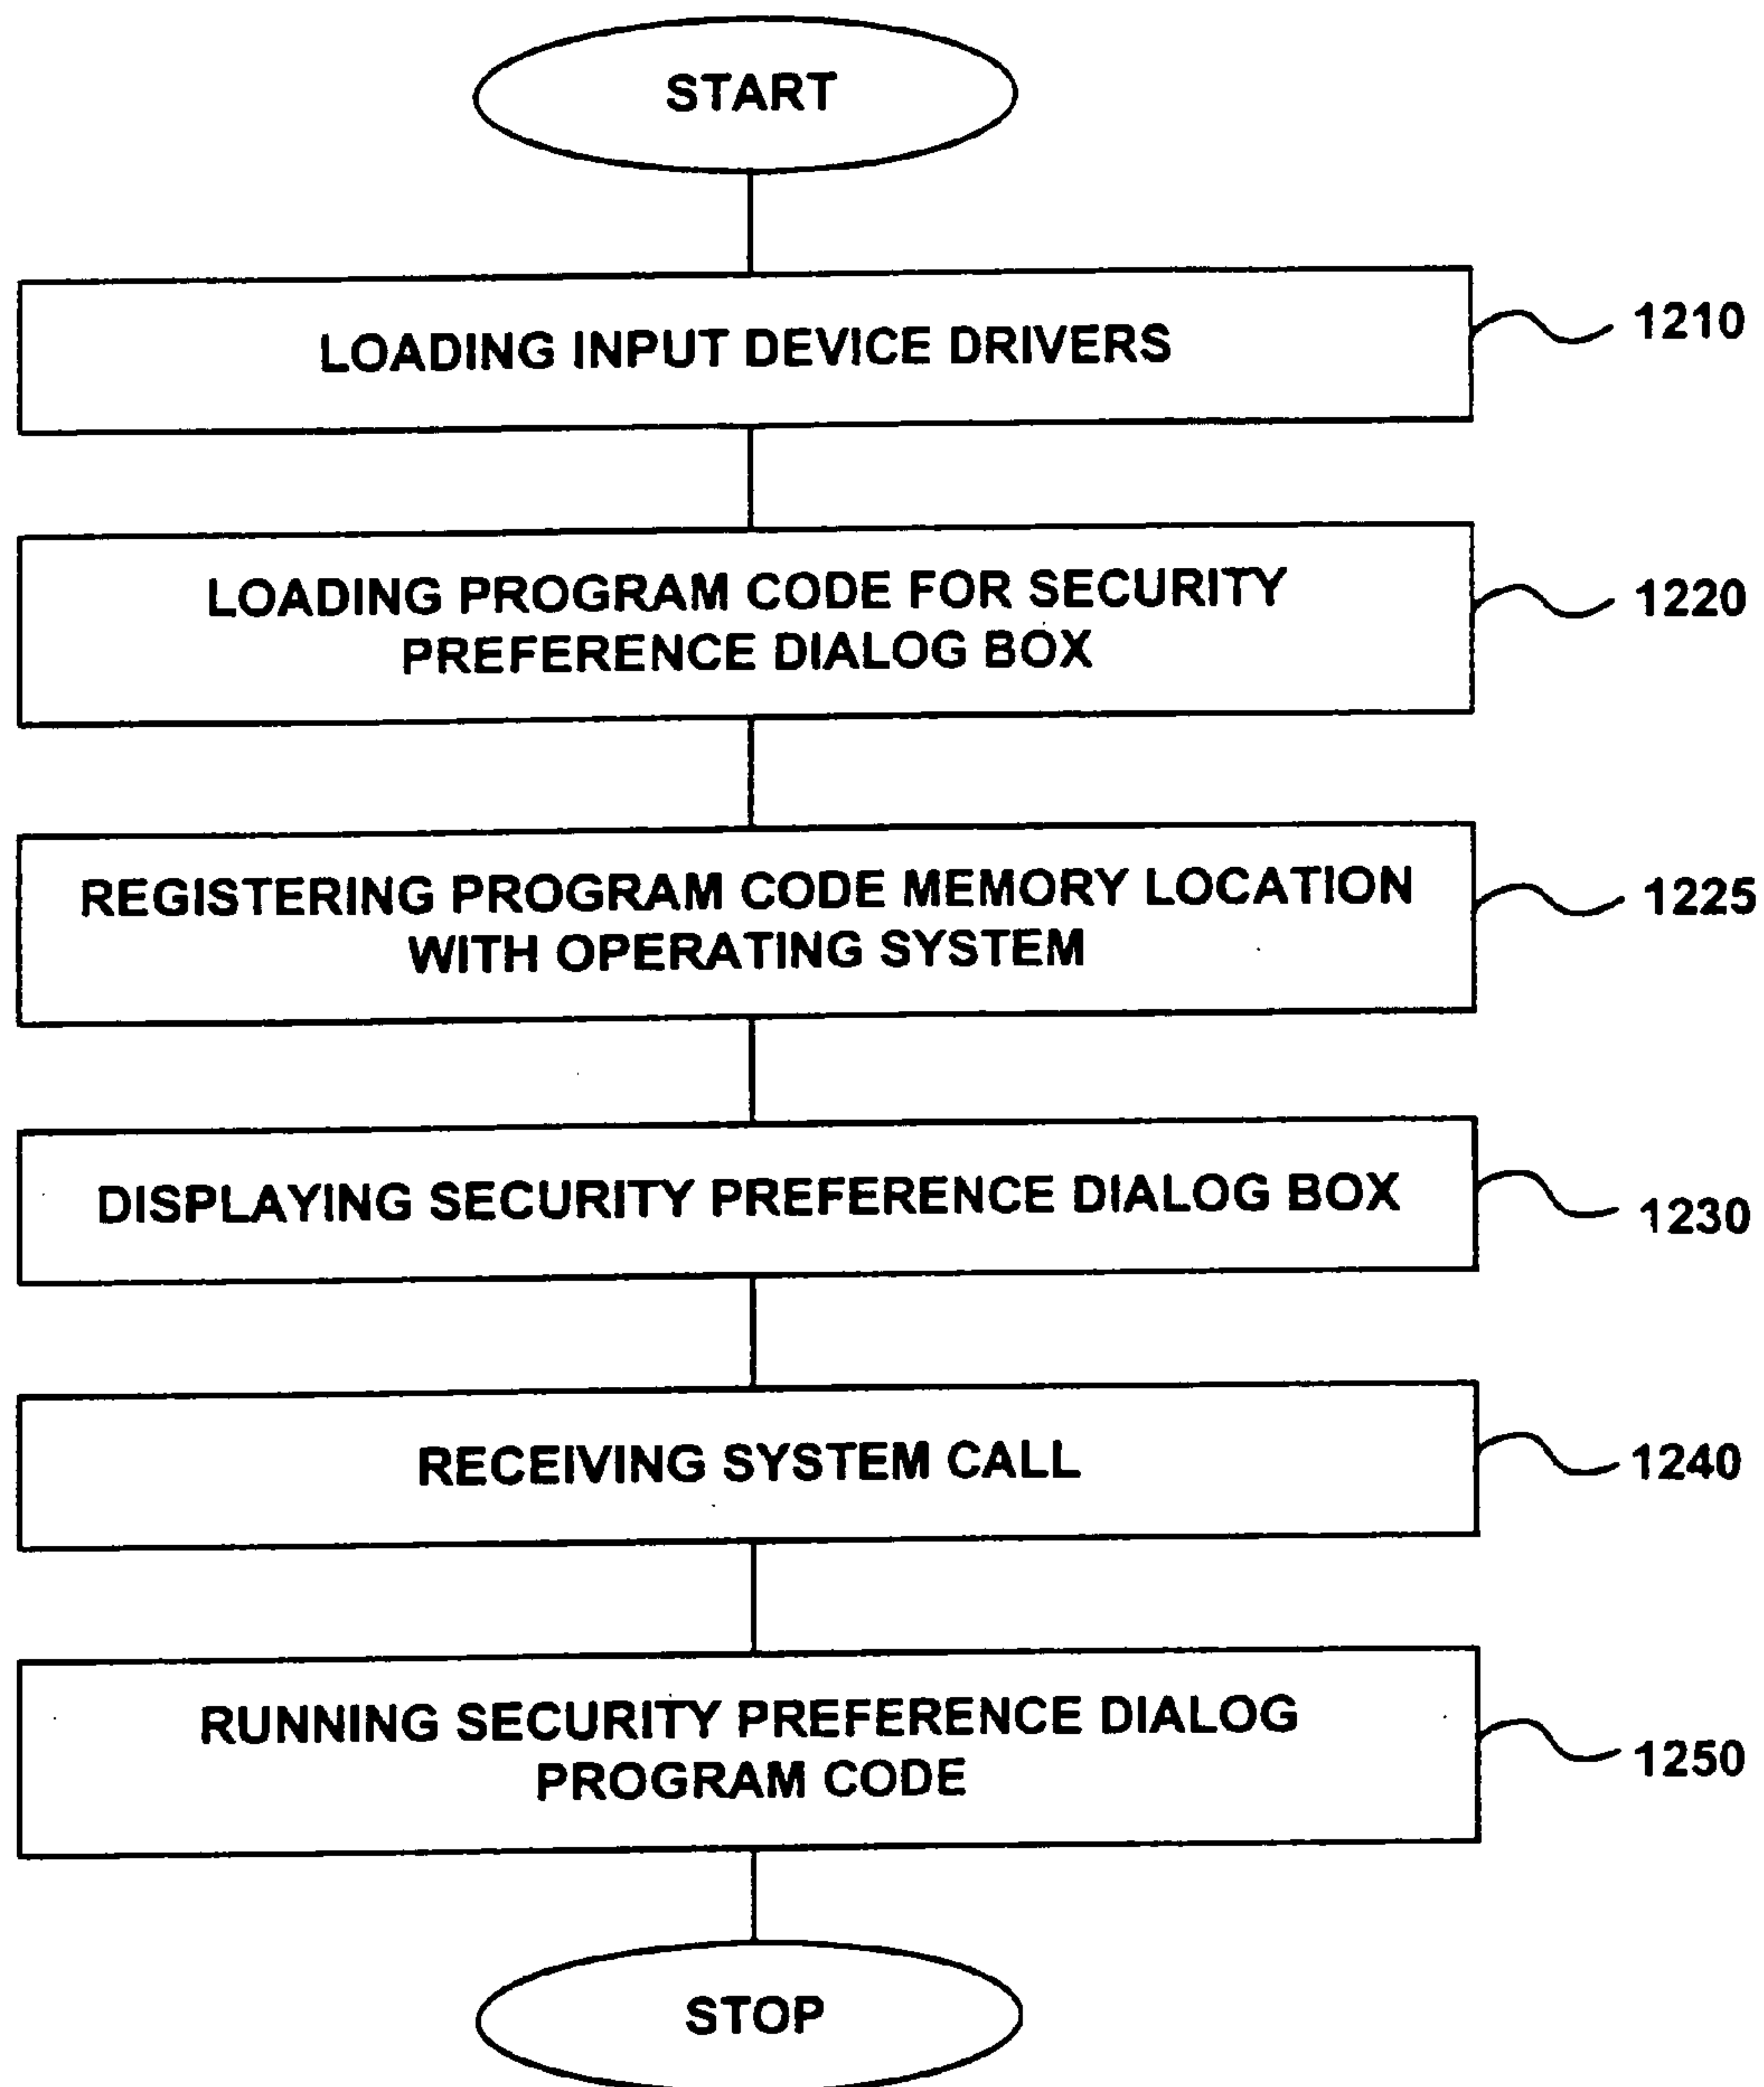 START
LOADING INPUT DEVICE DRIVERS
1210
LOADING PROGRAM CODE FOR SECURITY
PREFERENCE DIALOG BOX
1220
REGISTERING PROGRAM CODE MEMORY LOCATION
WITH OPERATING SYSTEM
1225
DISPLAYING SECURITY PREFERENCE DIALOG BOX
1230
RECEIVING SYSTEM CALL
1240
RUNNING SECURITY PREFERENCE DIALOG
PROGRAM CODE
1250
STOP